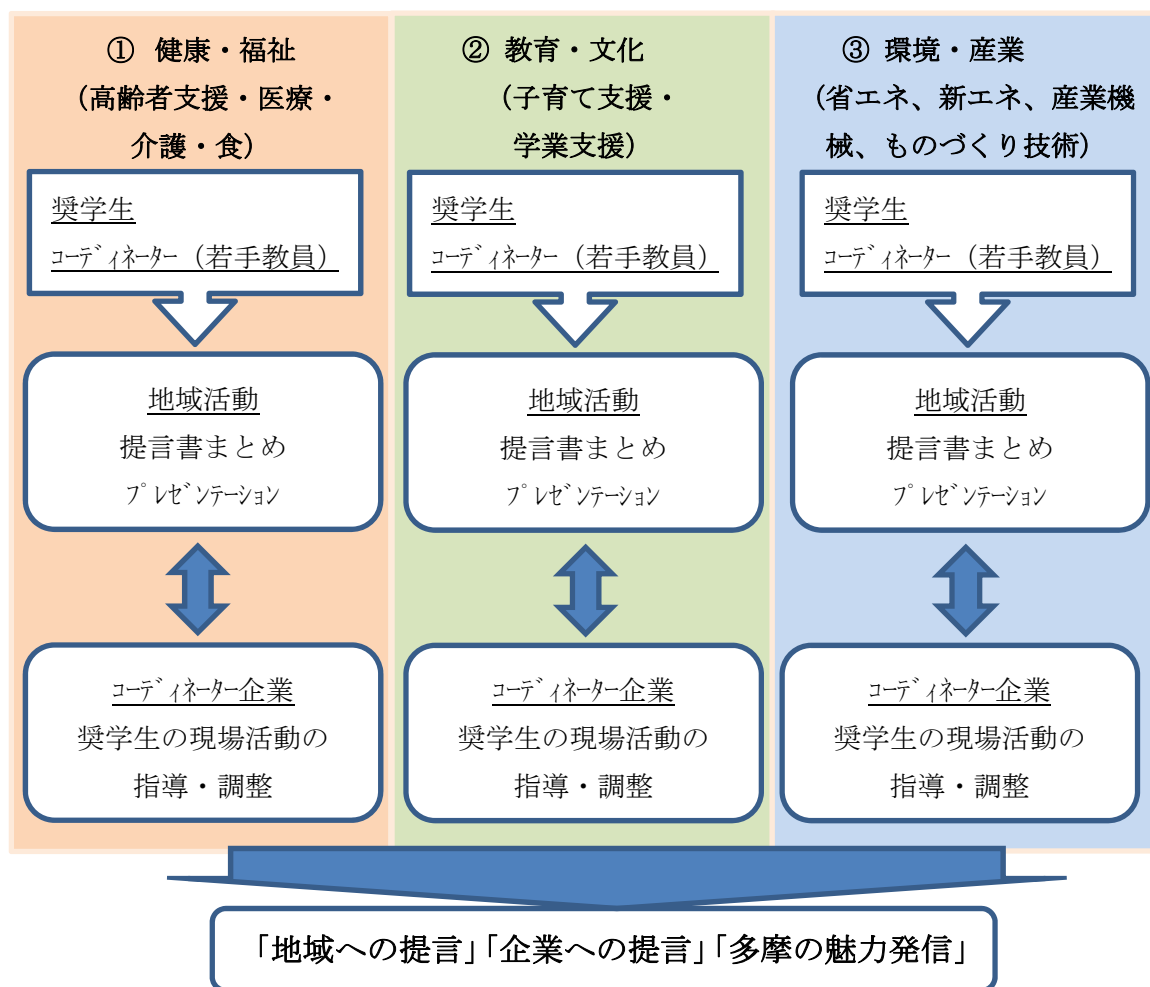 ① 健康・福祉
(高齢者支援・医療・
介護・食)
奨学生
ｺｰﾃﾞｨﾈｰﾀｰ（若手教員）
地域活動
提言書まとめ
ﾌﾟﾚｾﾞﾝﾃｰｼｮﾝ
ｺｰﾃﾞｨﾈｰﾀｰ企業
奨学生の現場活動の
指導・調整
② 教育・文化
(子育て支援・
学業支援)
奨学生
ｺｰﾃﾞｨﾈｰﾀｰ（若手教員）
地域活動
提言書まとめ
ﾌﾟﾚｾﾞﾝﾃｰｼｮﾝ
ｺｰﾃﾞｨﾈｰﾀｰ企業
奨学生の現場活動の
指導・調整
③ 環境・産業
(省エネ、新エネ、産業機
械、ものづくり技術)
奨学生
ｺｰﾃﾞｨﾈｰﾀｰ（若手教員）
地域活動
提言書まとめ
ﾌﾟﾚｾﾞﾝﾃｰｼｮﾝ
ｺｰﾃﾞｨﾈｰﾀｰ企業
奨学生の現場活動の
指導・調整
「地域への提言」「企業への提言」「多摩の魅力発信」